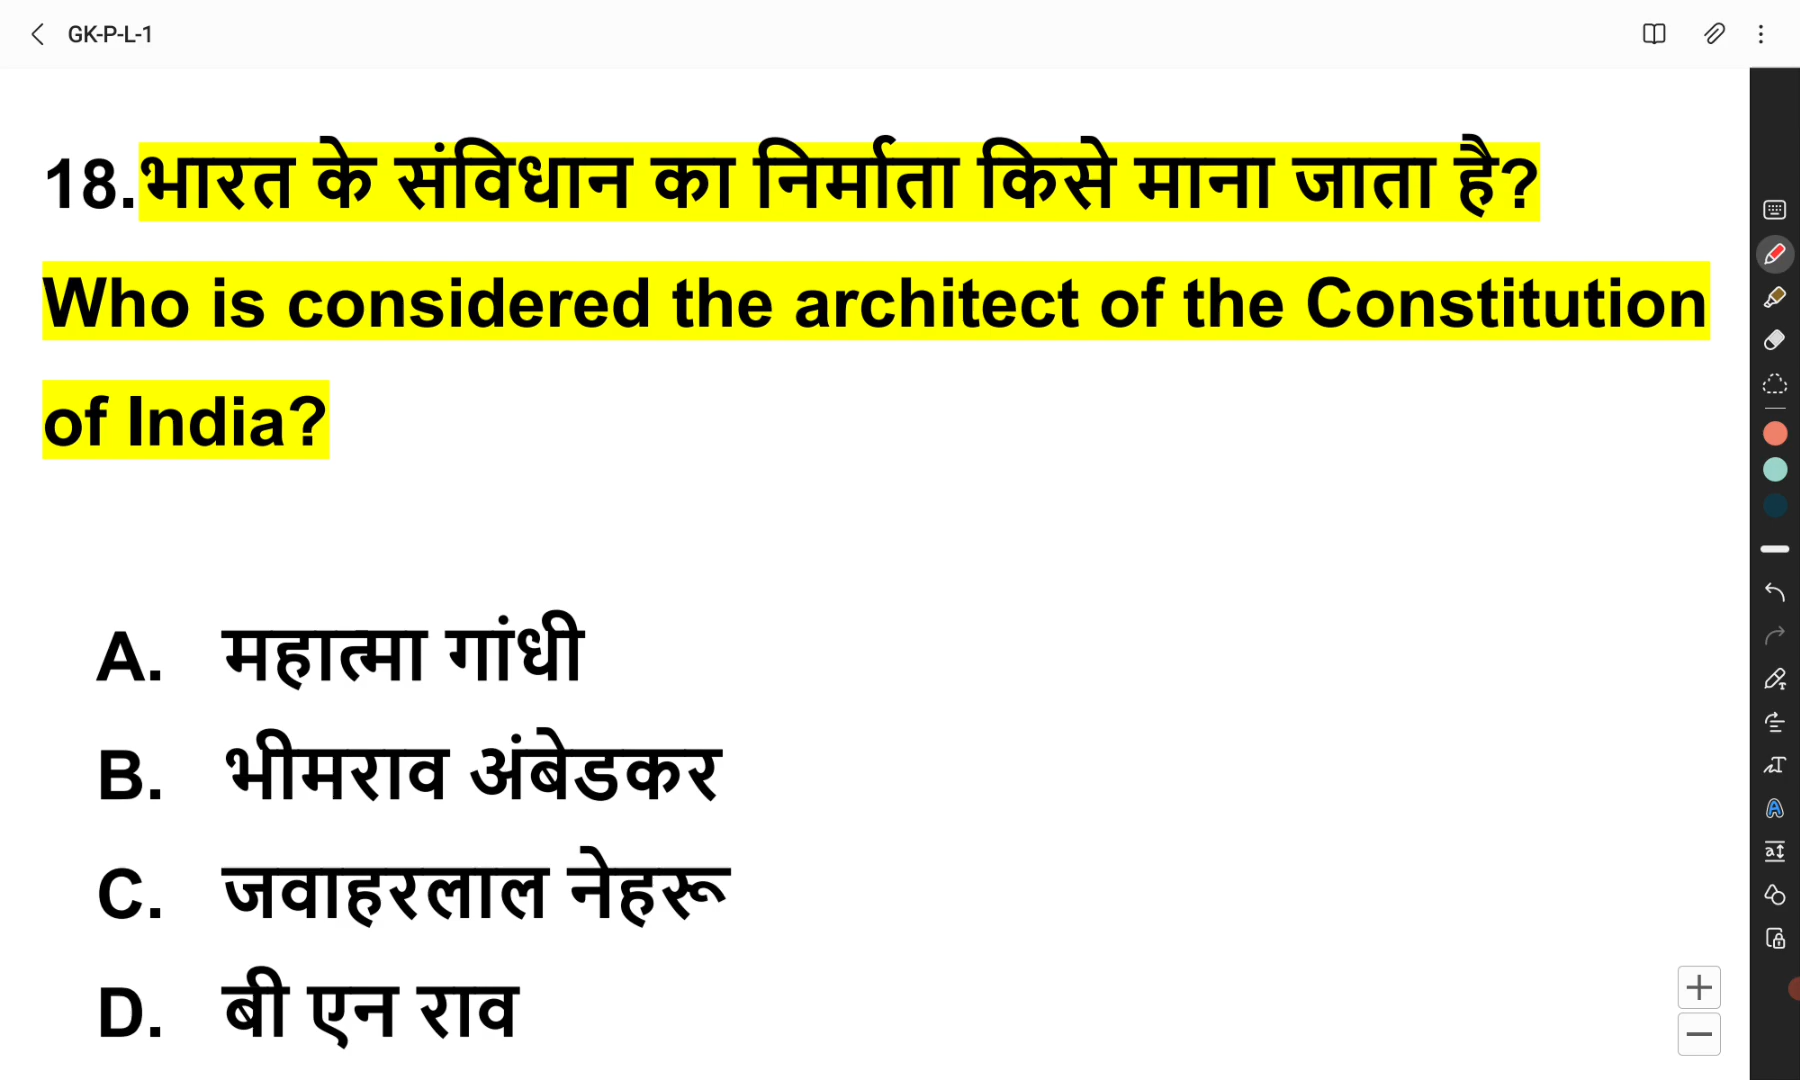 GK-P-L-1
18.भारत के संविधान का निर्माता किसे माना जाता है?
Who is considered the architect of the Constitution
of India?
A. महात्मा गांधी
B. भीमराव अंबेडकर
C. जवाहरलाल नेहरू
D. बी एन राव